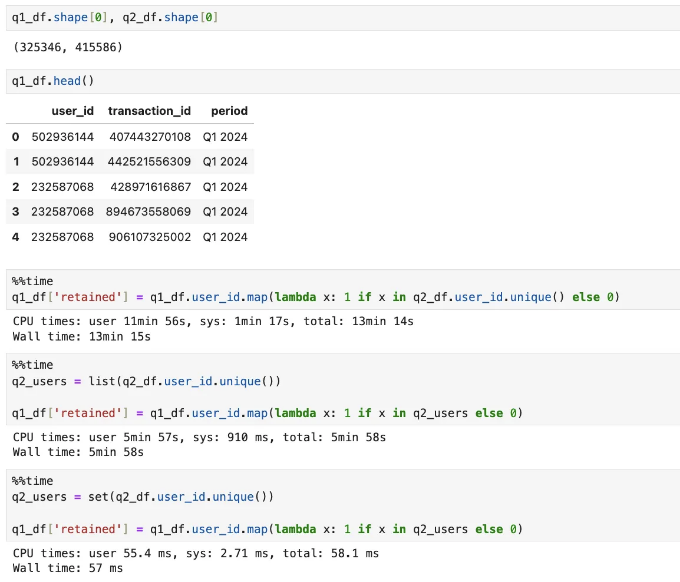 q1_df.shape[0], q2_df.shape[0]
(325346, 415586)
q1_df.head()
user_id transaction_id period
0 502936144 407443270108 Q1 2024
1 502936144 442521556309 Q1 2024
2 232587068 428971616867 Q1 2024
3 232587068 894673558069 Q1 2024
4 232587068 906107325002 Q1 2024
%%time
q1_df['retained'] = q1_df.user_id.map(lambda x: 1 if x in q2_df.user_id.unique() else 0)
CPU times: user 11min 56s, sys: 1min 17s, total: 13min 14s
Wall time: 13min 15s
%%time
q2_users = list(q2_df.user_id.unique())
q1_df['retained'] = q1_df.user_id.map(lambda x: 1 if x in q2_users else 0)
CPU times: user 5min 57s, sys: 910 ms, total: 5min 58s
Wall time: 5min 58s
%%time
q2_users = set(q2_df.user_id.unique())
q1_df['retained'] = q1_df.user_id.map(lambda x: 1 if x in q2_users else 0)
CPU times: user 55.4 ms, sys: 2.71 ms, total: 58.1 ms
Wall time: 57 ms